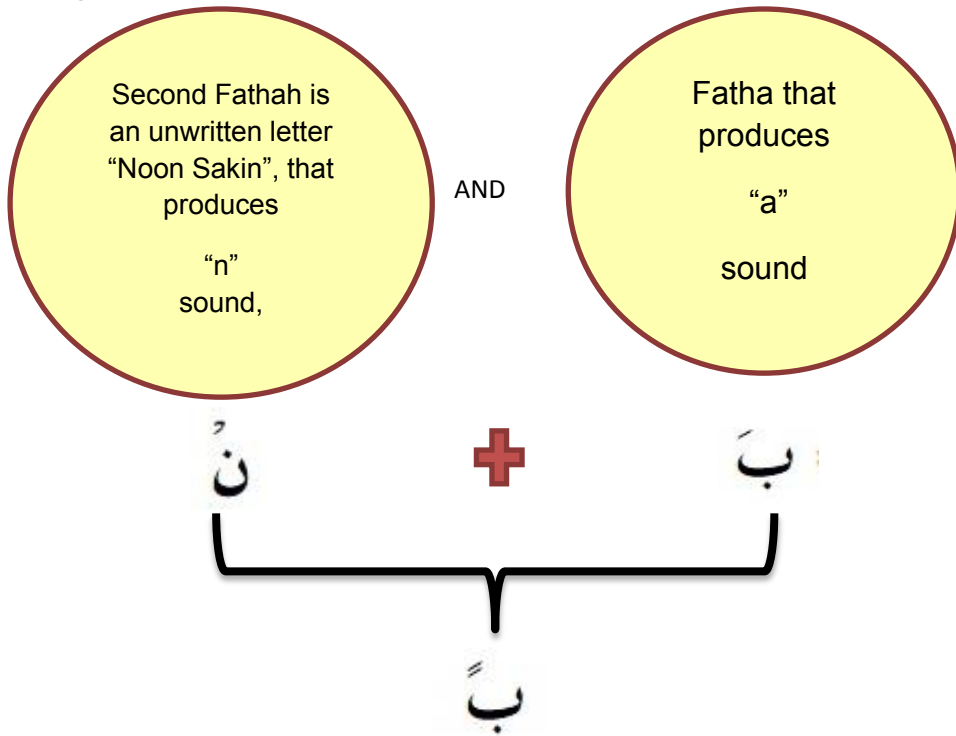 Second Fathah is
an unwritten letter
“Noon Sakin”, that
produces
“n”
sound,
AND
Fatha that
produces
“a”
sound
نْ
بَ
بً